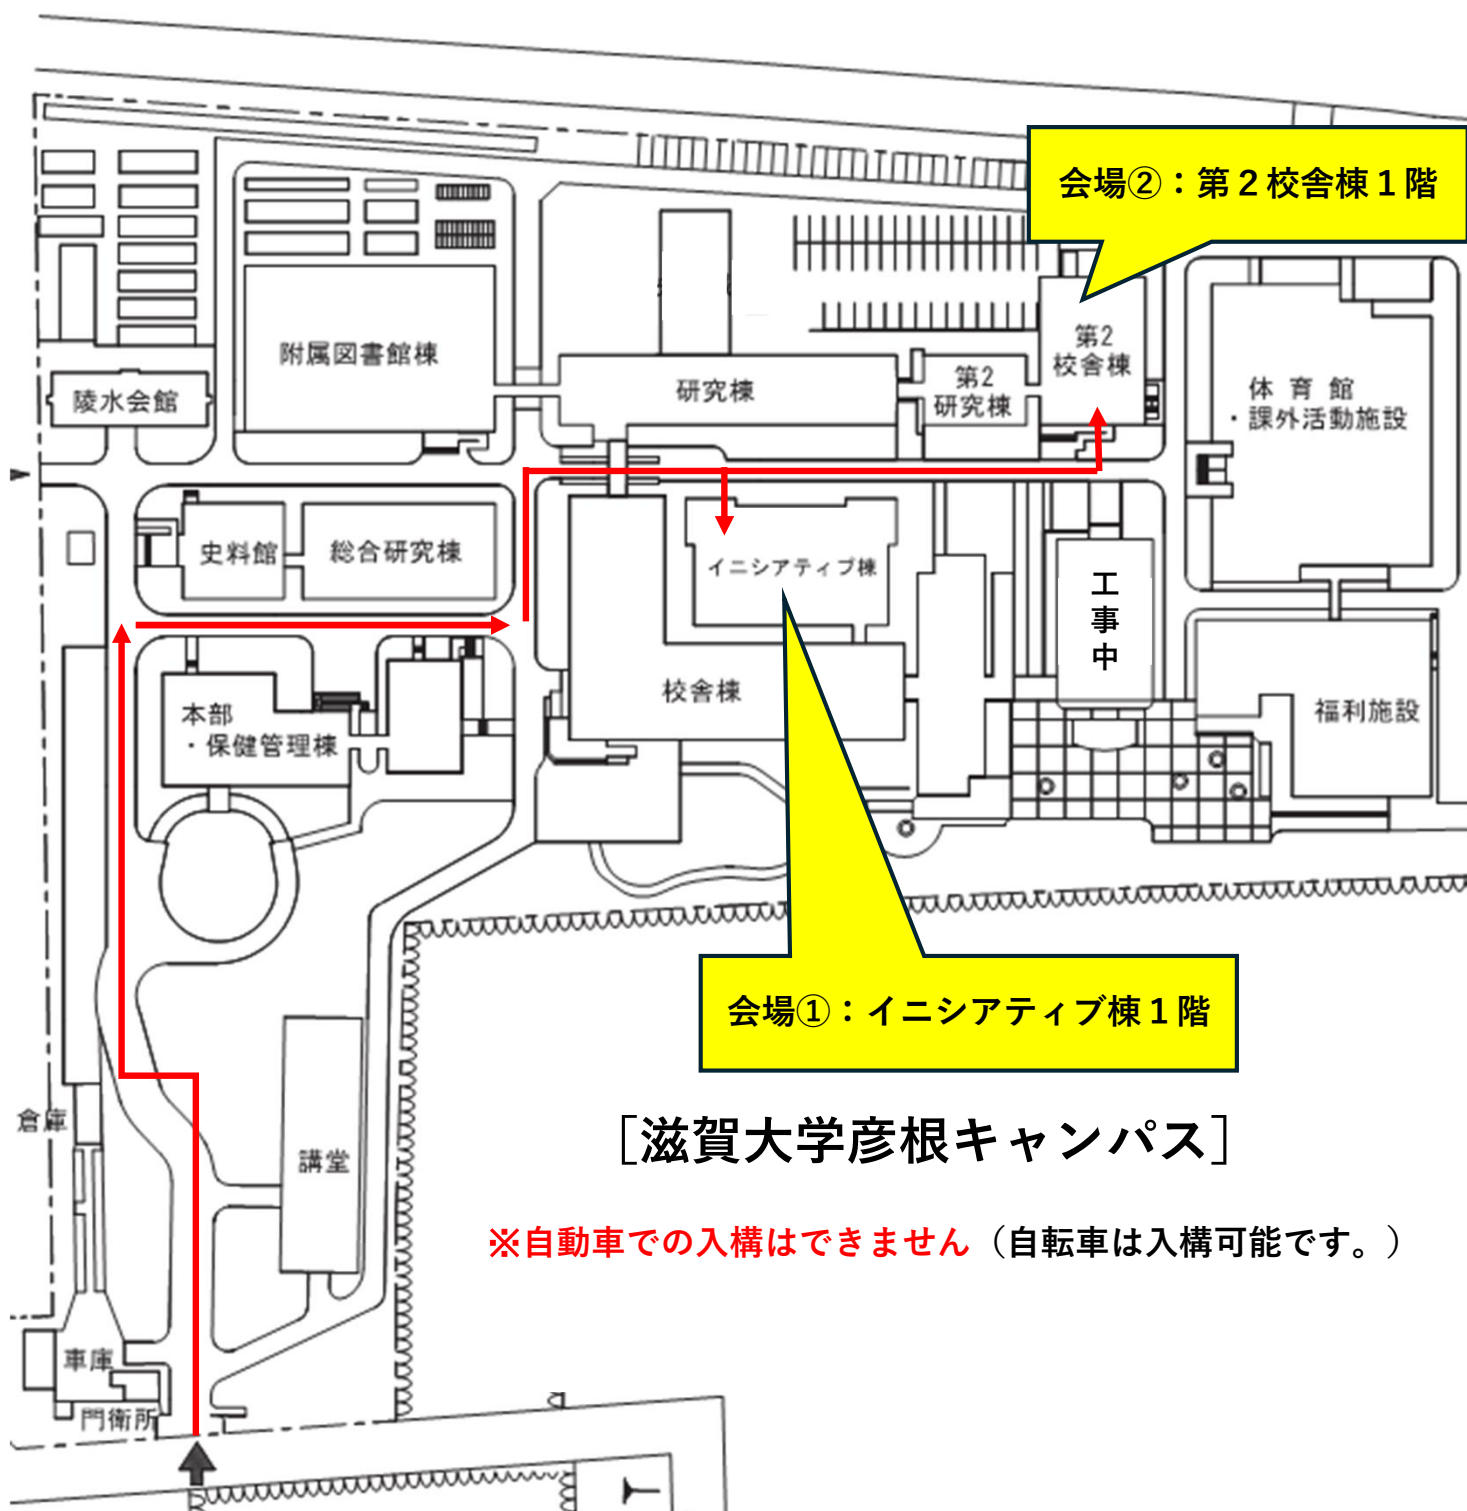 会場②：第２校舎棟１階
附属図書館棟
陵水会館
研究棟
第2
研究棟
第2
校舎棟
体育館
・課外活動施設
史料館
総合研究棟
イニシアティブ棟
工
事
中
本部
・保健管理棟
校舎棟
福利施設
会場①：イニシアティブ棟１階
倉庫
講堂
［滋賀大学彦根キャンパス］
※自動車での入構はできません（自転車は入構可能です。）
車庫
門衛所